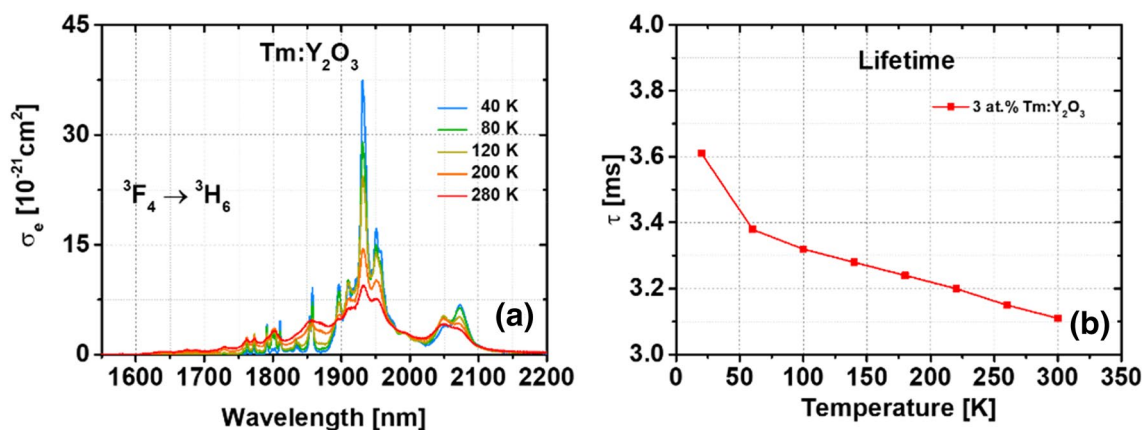 45
30
15
0
σe [10-21cm2]
Tm:Y2O3
3F4 → 3H6
40 K
80 K
120 K
200 K
280 K
(a)
1600 1700 1800 1900 2000 2100 2200
Wavelength [nm]
4.0
3.8
3.6
3.4
3.2
3.0
τ [ms]
Lifetime
3 at.% Tm:Y2O3
(b)
0 50 100 150 200 250 300 350
Temperature [K]